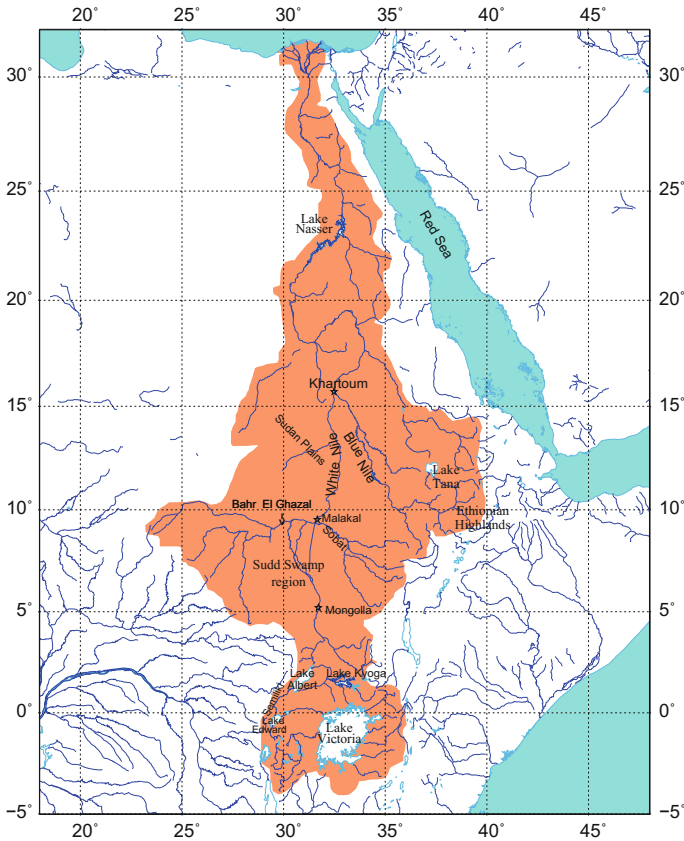 20° 25° 30° 35° 40° 45°
30°
25°
20°
15°
10°
5°
0°
−5°
Lake
Nasser
Red Sea
Khartoum
Sudan Plains
White Nile
Blue Nile
Lake
Tana
Bahr El Ghazal
Malakal
Ethiopian
Highlands
Sobat
Sudd Swamp
region
Mongolla
Lake
Albert
Lake Kyoga
Semliki
Lake
Edward
Lake
Victoria
30°
25°
20°
15°
10°
5°
0°
−5°
20° 25° 30° 35° 40° 45°